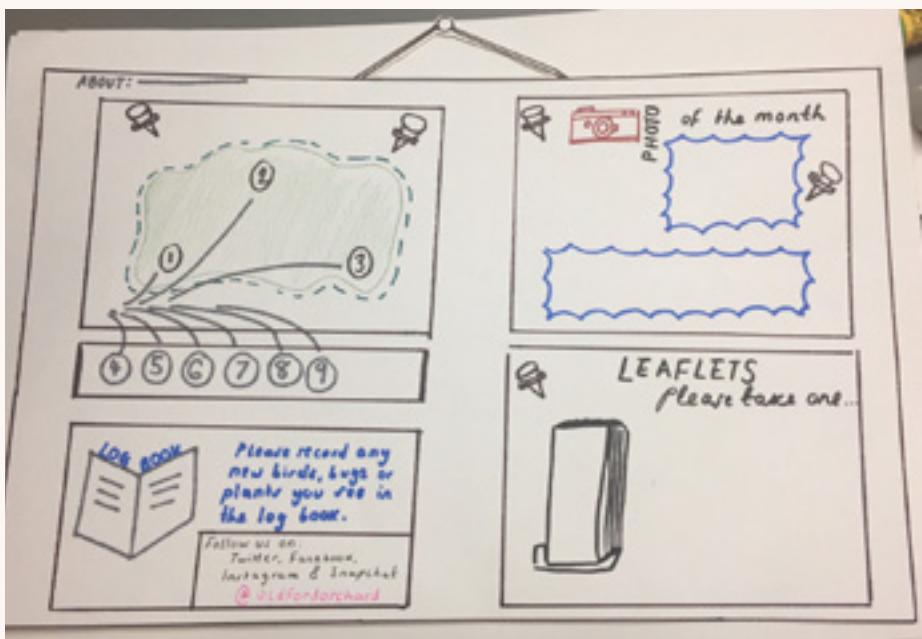 ABOUT:
2
1
3
4 5 6 7 8 9
LOG BOOK
Please record any
new birds, bugs or
plants you see in
the log book.
Follow us on:
Twitter, Facebook,
Instagram & Snapchat
@oldfordorchard
PHOTO
of the month
LEAFLETS
Please take one...